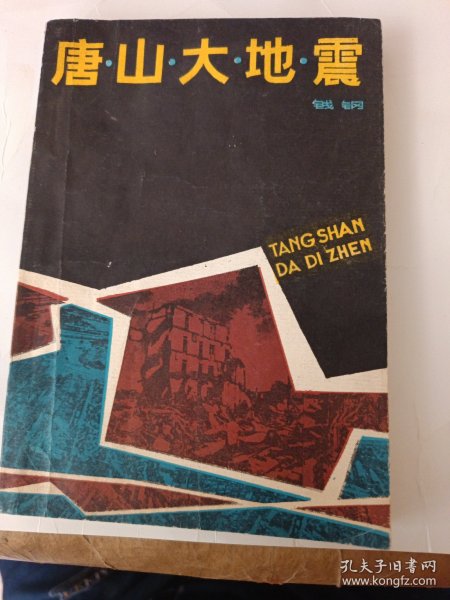 唐·山·大·地·震
钱钢
TANG SHAN
DA DI ZHEN
孔夫子旧书网
www.kongfz.com